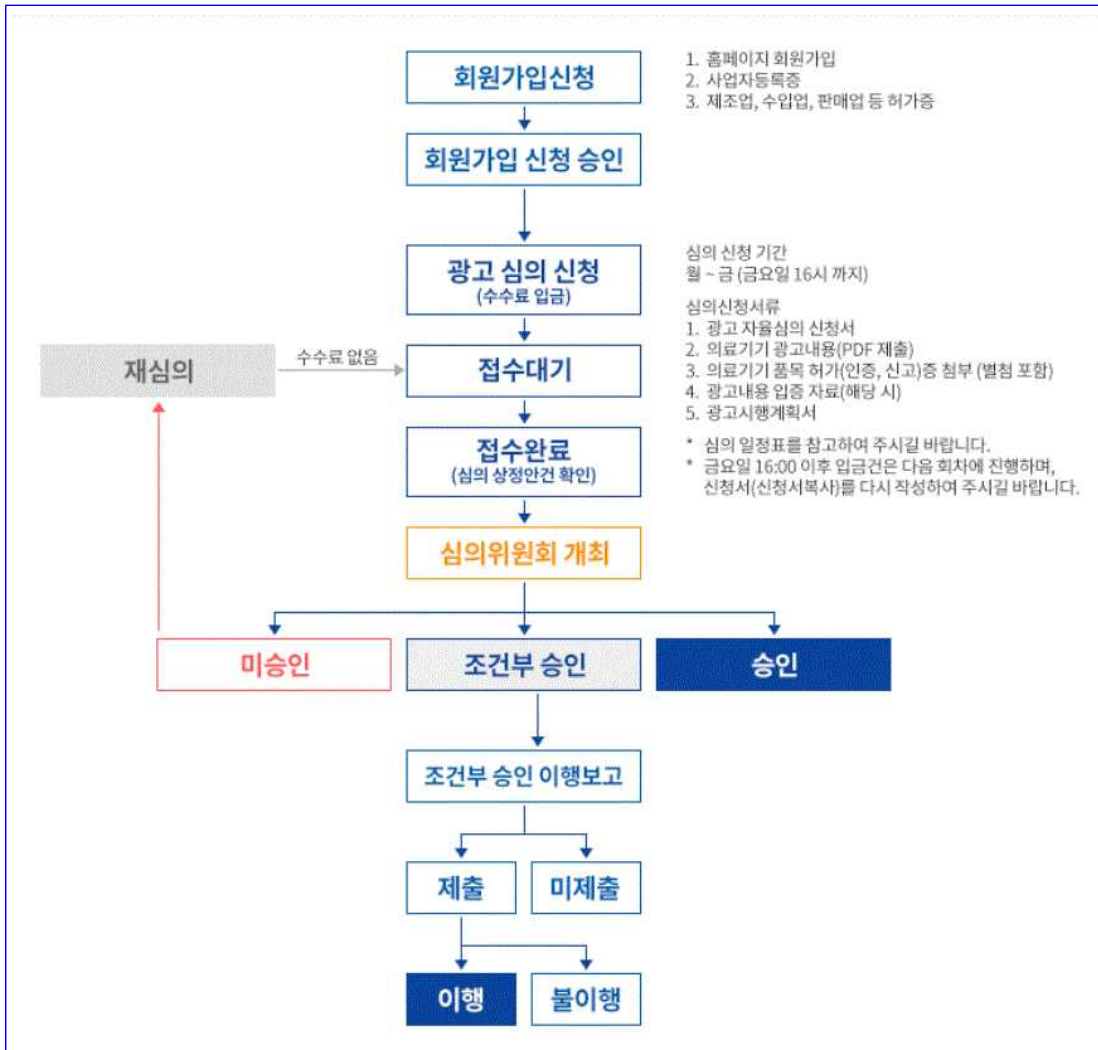 회원가입신청
1. 홈페이지 회원가입
2. 사업자등록증
3. 제조업, 수입업, 판매업 등 허가증
회원가입 신청 승인
광고 심의 신청
(수수료 입금)
심의 신청 기간
월 ~ 금 (금요일 16시 까지)
심의신청서류
1. 광고 자율심의 신청서
2. 의료기기 광고내용(PDF 제출)
3. 의료기기 품목 허가(인증, 신고)증 첨부 (별첨 포함)
4. 광고내용 입증 자료(해당 시)
5. 광고시행계획서
* 심의 일정표를 참고하여 주시길 바랍니다.
* 금요일 16:00 이후 입금건은 다음 회차에 진행하며,
신청서(신청서복사)를 다시 작성하여 주시길 바랍니다.
재심의
수수료 없음
접수대기
접수완료
(심의 상정안건 확인)
심의위원회 개최
미승인
조건부 승인
승인
조건부 승인 이행보고
제출
미제출
이행
불이행